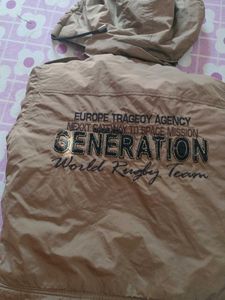 EUROPE TRAGEDY AGENCY
NEXT GATEWAY TO SPACE MISSION
GENERATION
World Rugby Team